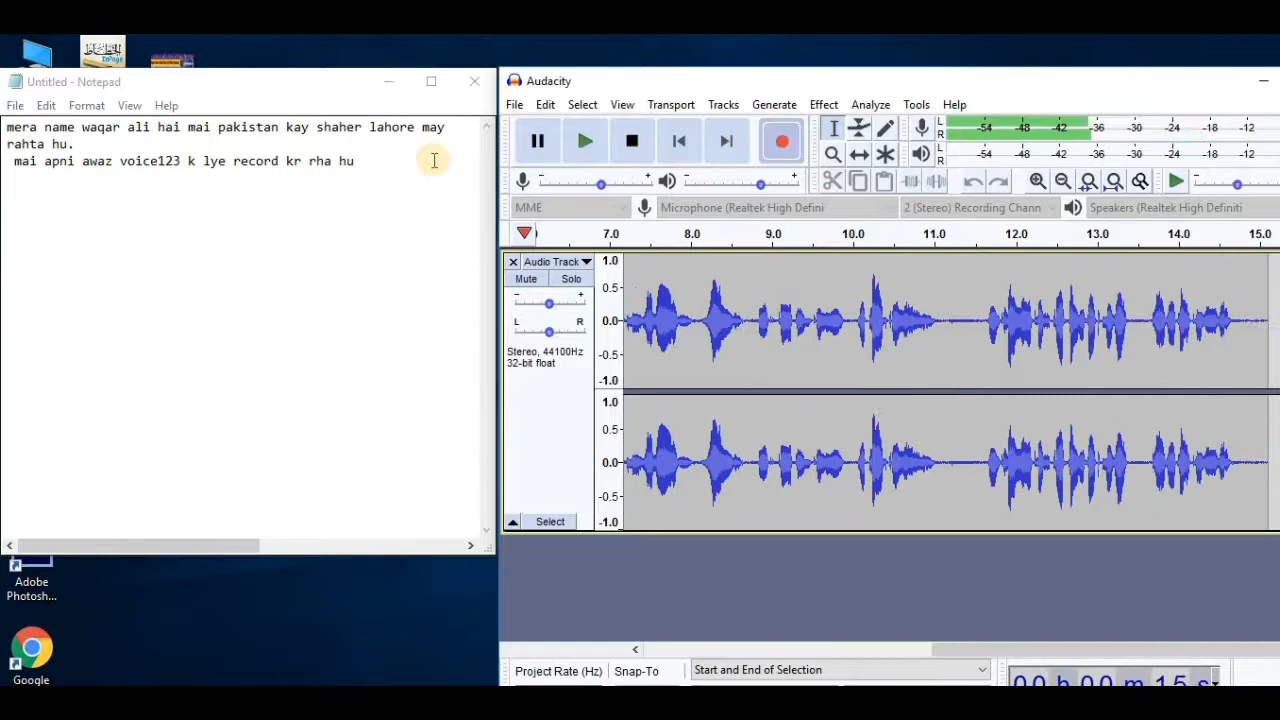 Untitled - Notepad
File Edit Format View Help
mera name waqar ali hai mai pakistan kay shaher lahore may
rahta hu.
mai apni awaz voice123 k lye record kr rha hu
Adobe
Photosh...
Google
Audacity
File Edit Select View Transport Tracks Generate Effect Analyze Tools Help
L R -54 -48 -42 -36 -30 -24 -18 -12
L R -54 -48 -42 -36 -30 -24 -18 -12
MME Microphone (Realtek High Defini 2 (Stereo) Recording Chann Speakers (Realtek High Definiti
7.0 8.0 9.0 10.0 11.0 12.0 13.0 14.0 15.0
Audio Track
Mute Solo
- +
L R
Stereo, 44100Hz
32-bit float
1.0
0.5
0.0
-0.5
-1.0
1.0
0.5
0.0
-0.5
-1.0
Select
Project Rate (Hz) Snap-To Start and End of Selection
00 h 00 m 15 s